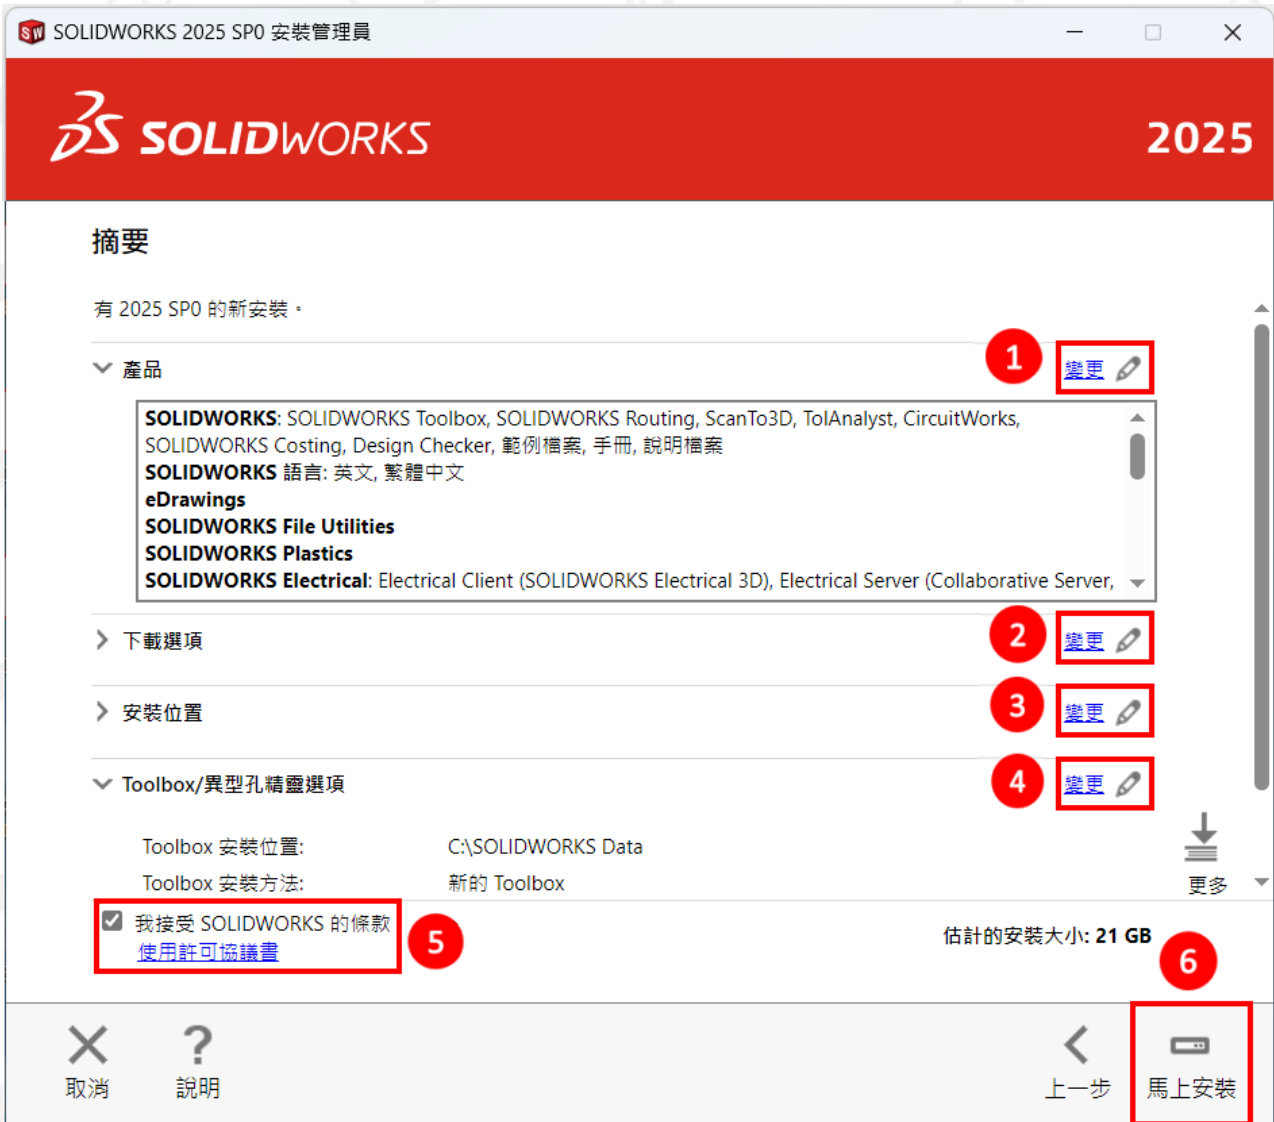 SW SOLIDWORKS 2025 SP0 安裝管理員
SOLIDWORKS 2025
摘要
有 2025 SP0 的新安裝。
產品 1 變更
SOLIDWORKS: SOLIDWORKS Toolbox, SOLIDWORKS Routing, ScanTo3D, TolAnalyst, CircuitWorks,
SOLIDWORKS Costing, Design Checker, 範例檔案, 手冊, 說明檔案
SOLIDWORKS 語言: 英文, 繁體中文
eDrawings
SOLIDWORKS File Utilities
SOLIDWORKS Plastics
SOLIDWORKS Electrical: Electrical Client (SOLIDWORKS Electrical 3D), Electrical Server (Collaborative Server,
下載選項 2 變更
安裝位置 3 變更
Toolbox/異型孔精靈選項 4 變更
Toolbox 安裝位置: C:\SOLIDWORKS Data
Toolbox 安裝方法: 新的 Toolbox
更多
我接受 SOLIDWORKS 的條款
使用許可協議書
5
估計的安裝大小: 21 GB
6
取消 說明 上一步 馬上安裝